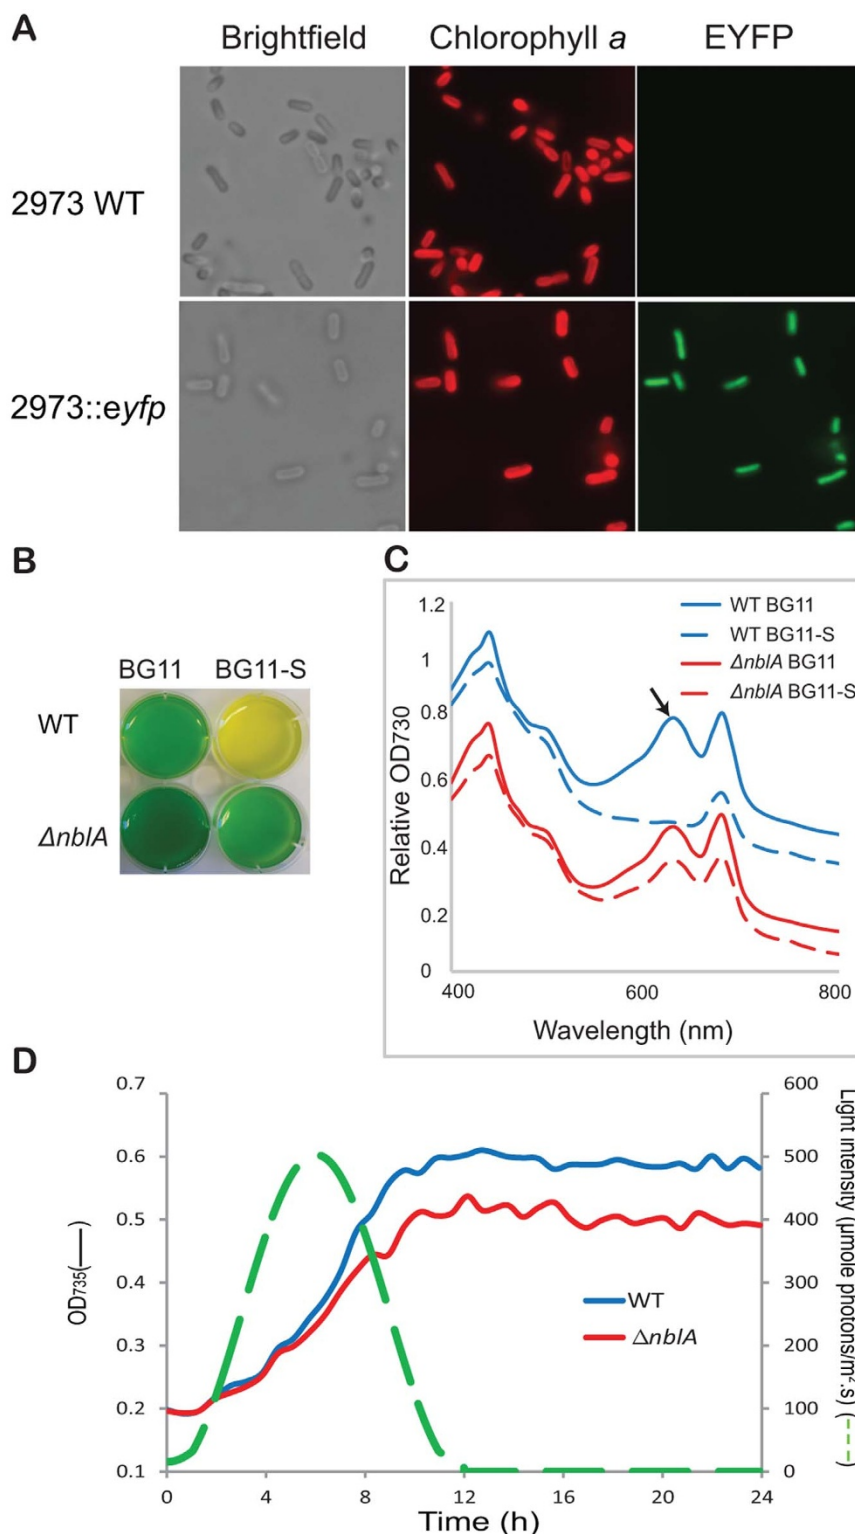 A
Brightfield
Chlorophyll a
EYFP
2973 WT
2973::eyfp
B
BG11
BG11-S
WT
ΔnblA
C
WT BG11
WT BG11-S
ΔnblA BG11
ΔnblA BG11-S
1.2
1
0.8
0.6
0.4
0.2
0
Relative OD730
400
600
800
Wavelength (nm)
D
0.7
0.6
0.5
0.4
0.3
0.2
0.1
OD735(—)
600
500
400
300
200
100
0
Light intensity (µmole photons/m².s) (---)
WT
ΔnblA
0
4
8
12
16
20
24
Time (h)